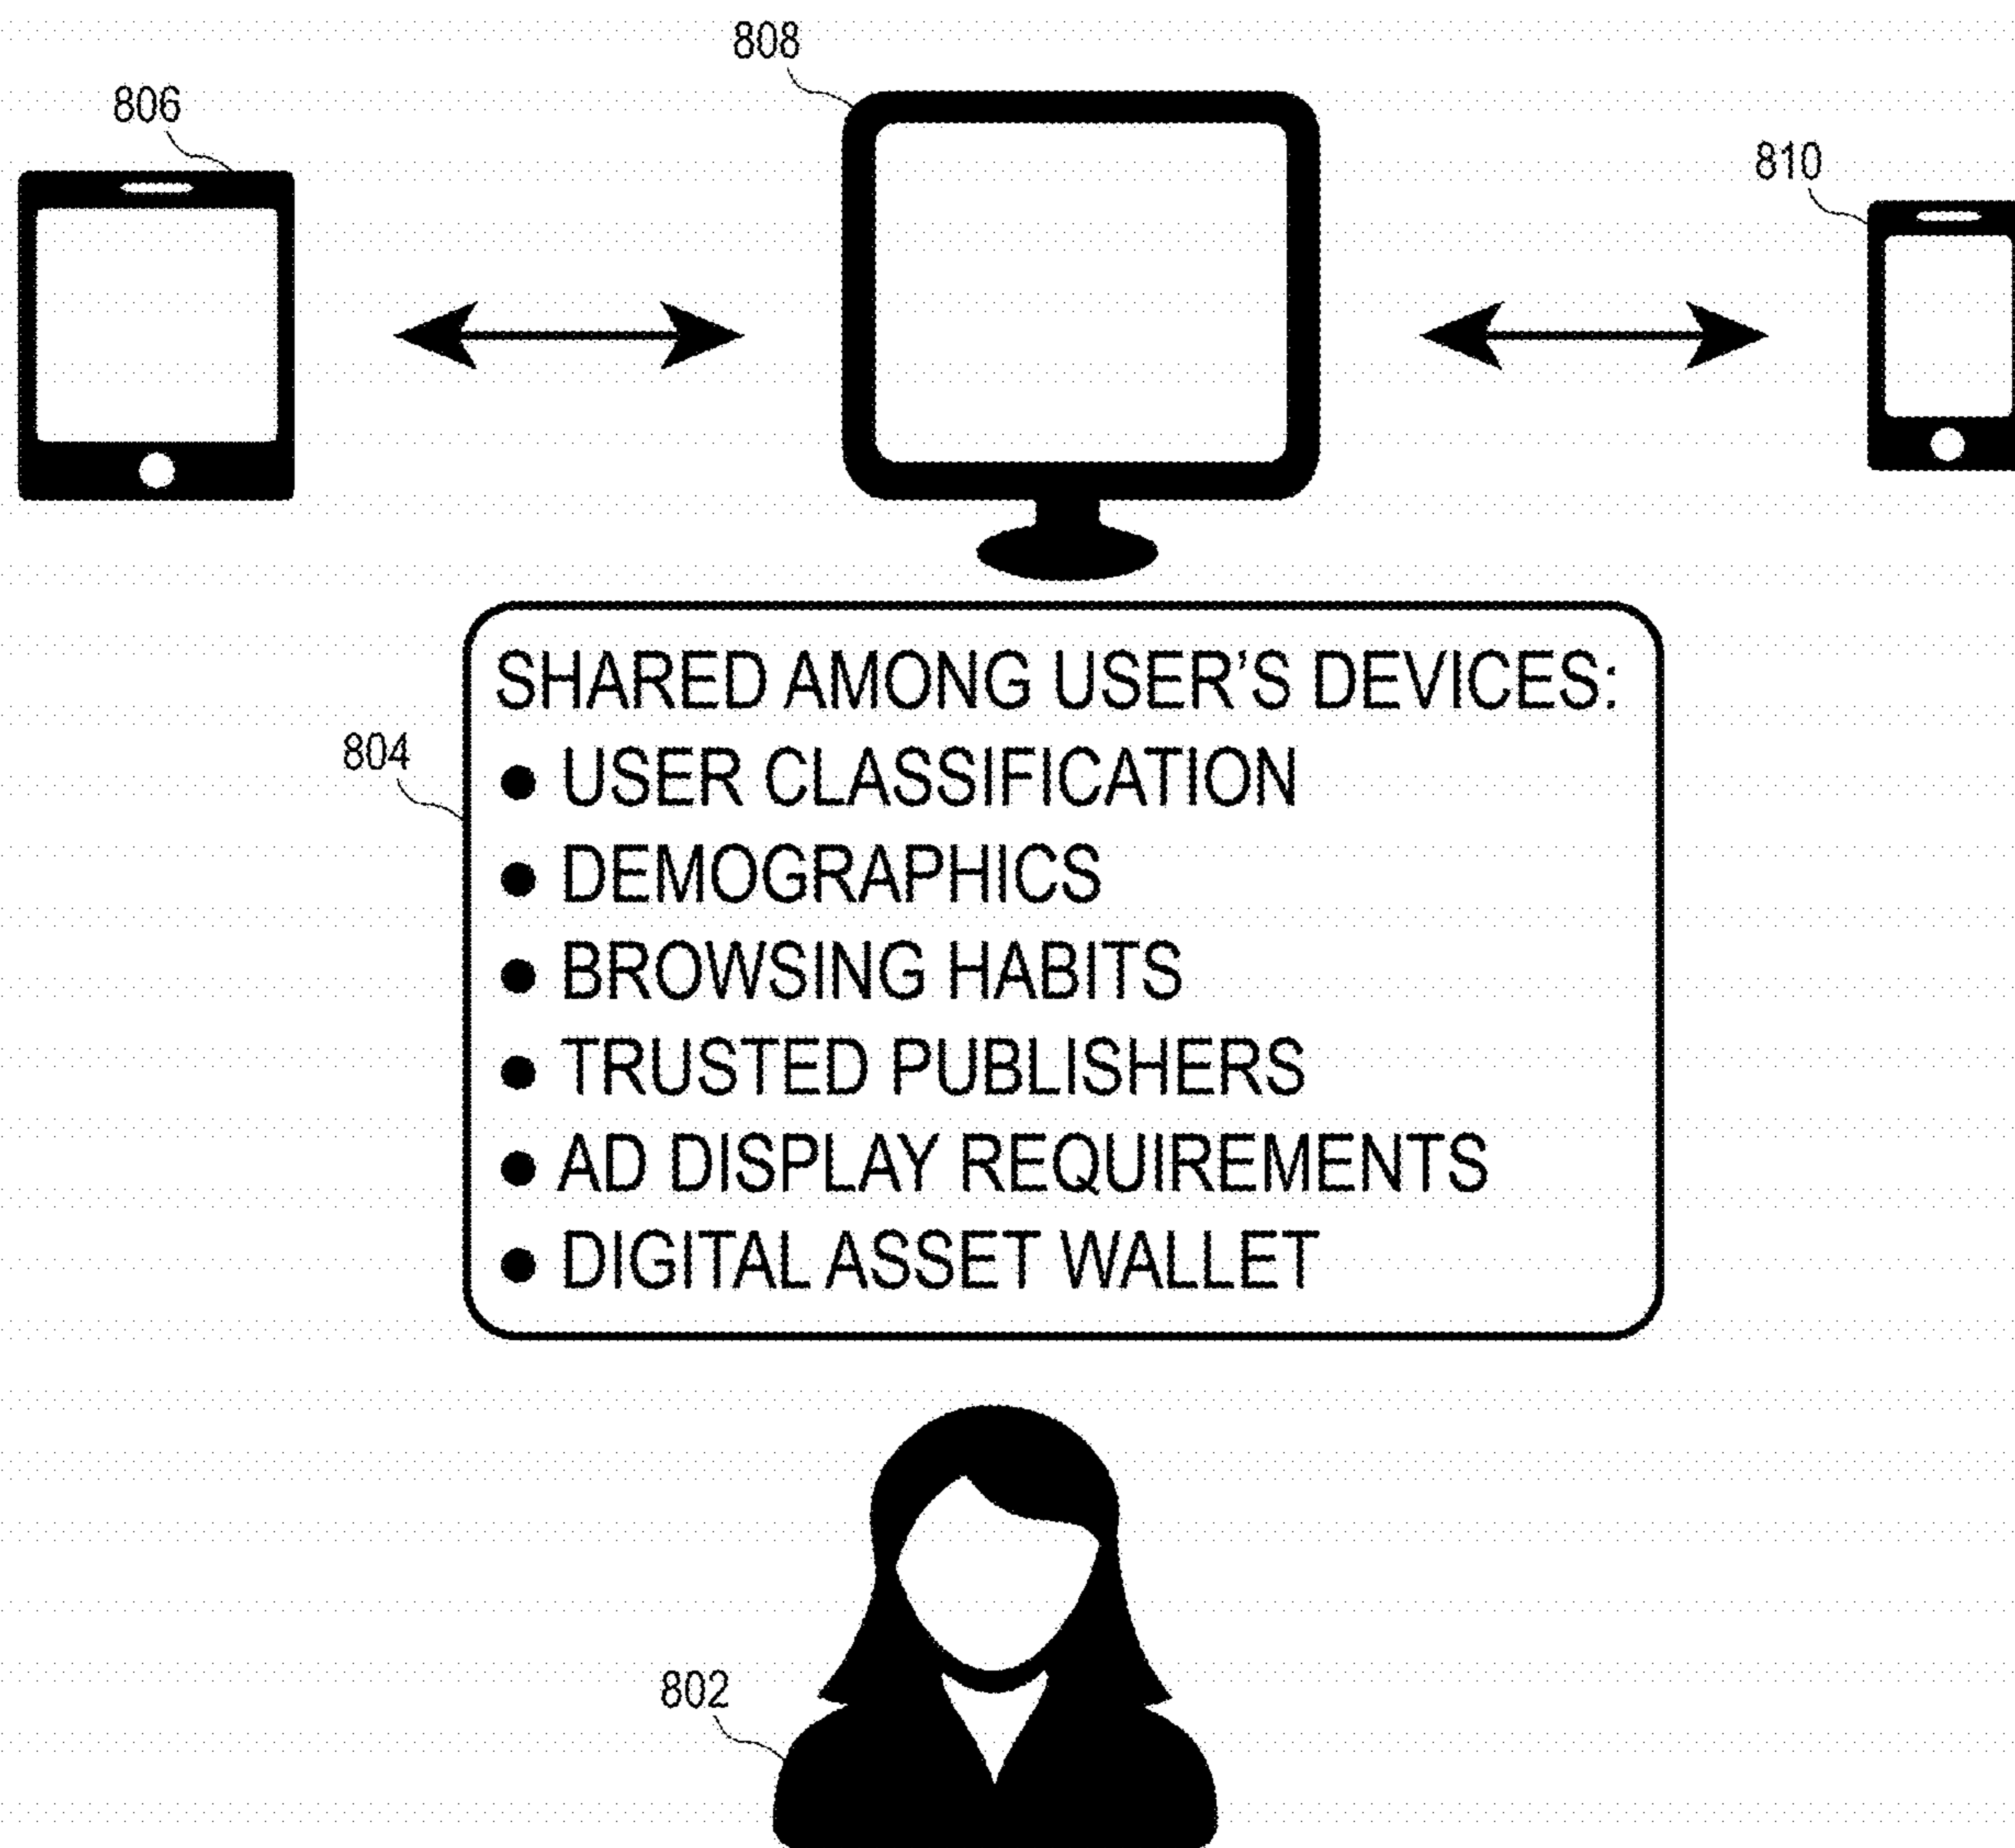 808
806
810
SHARED AMONG USER'S DEVICES:
804
● USER CLASSIFICATION
● DEMOGRAPHICS
● BROWSING HABITS
● TRUSTED PUBLISHERS
● AD DISPLAY REQUIREMENTS
● DIGITAL ASSET WALLET
802